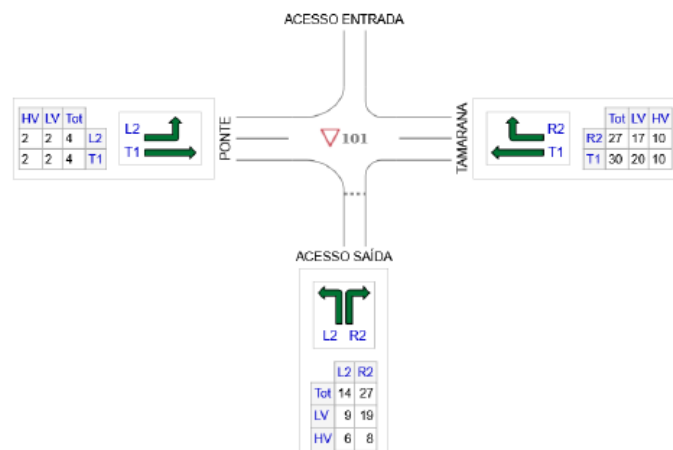 ACESSO ENTRADA
HV LV Tot
2 2 4 L2
2 2 4 T1
L2
T1
PONTE
101
TAMARANA
R2
T1
Tot LV HV
R2 27 17 10
T1 30 20 10
ACESSO SAÍDA
L2 R2
L2 R2
Tot 14 27
LV 9 19
HV 6 8